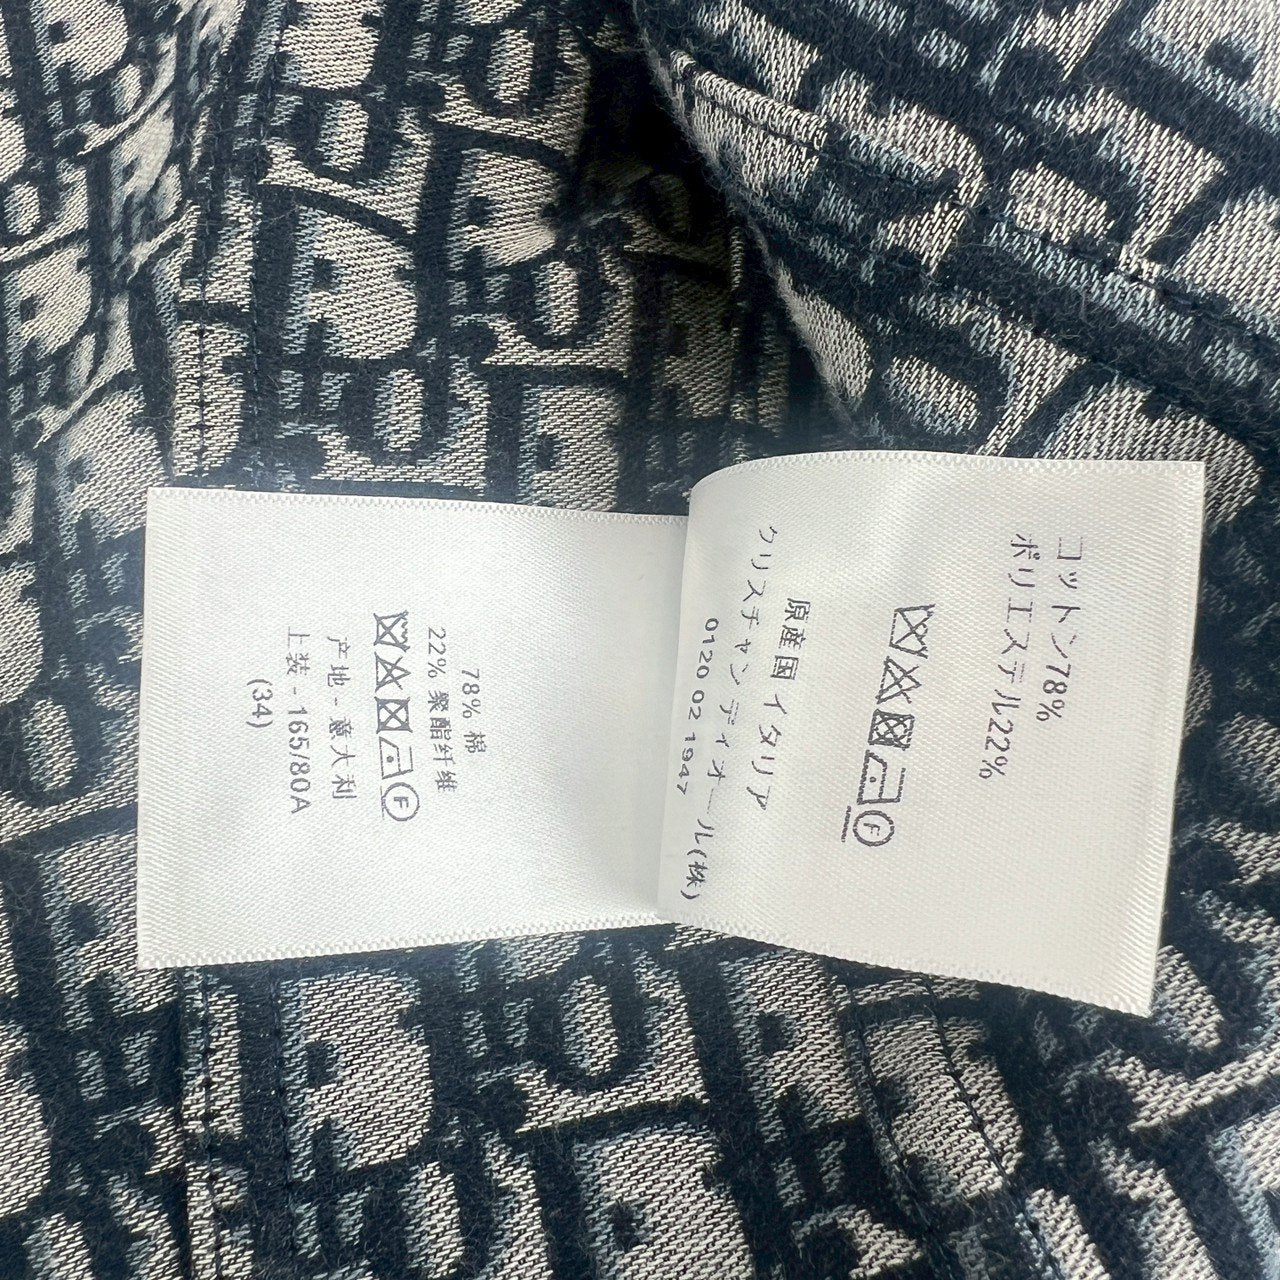 コットン78%
ポリエステル22%
F
原産国イタリア
クリスチャンディオール(株)
0120 02 1947
78% 棉
22% 聚酯纤维
F
产地-意大利
上装-165/80A
(34)